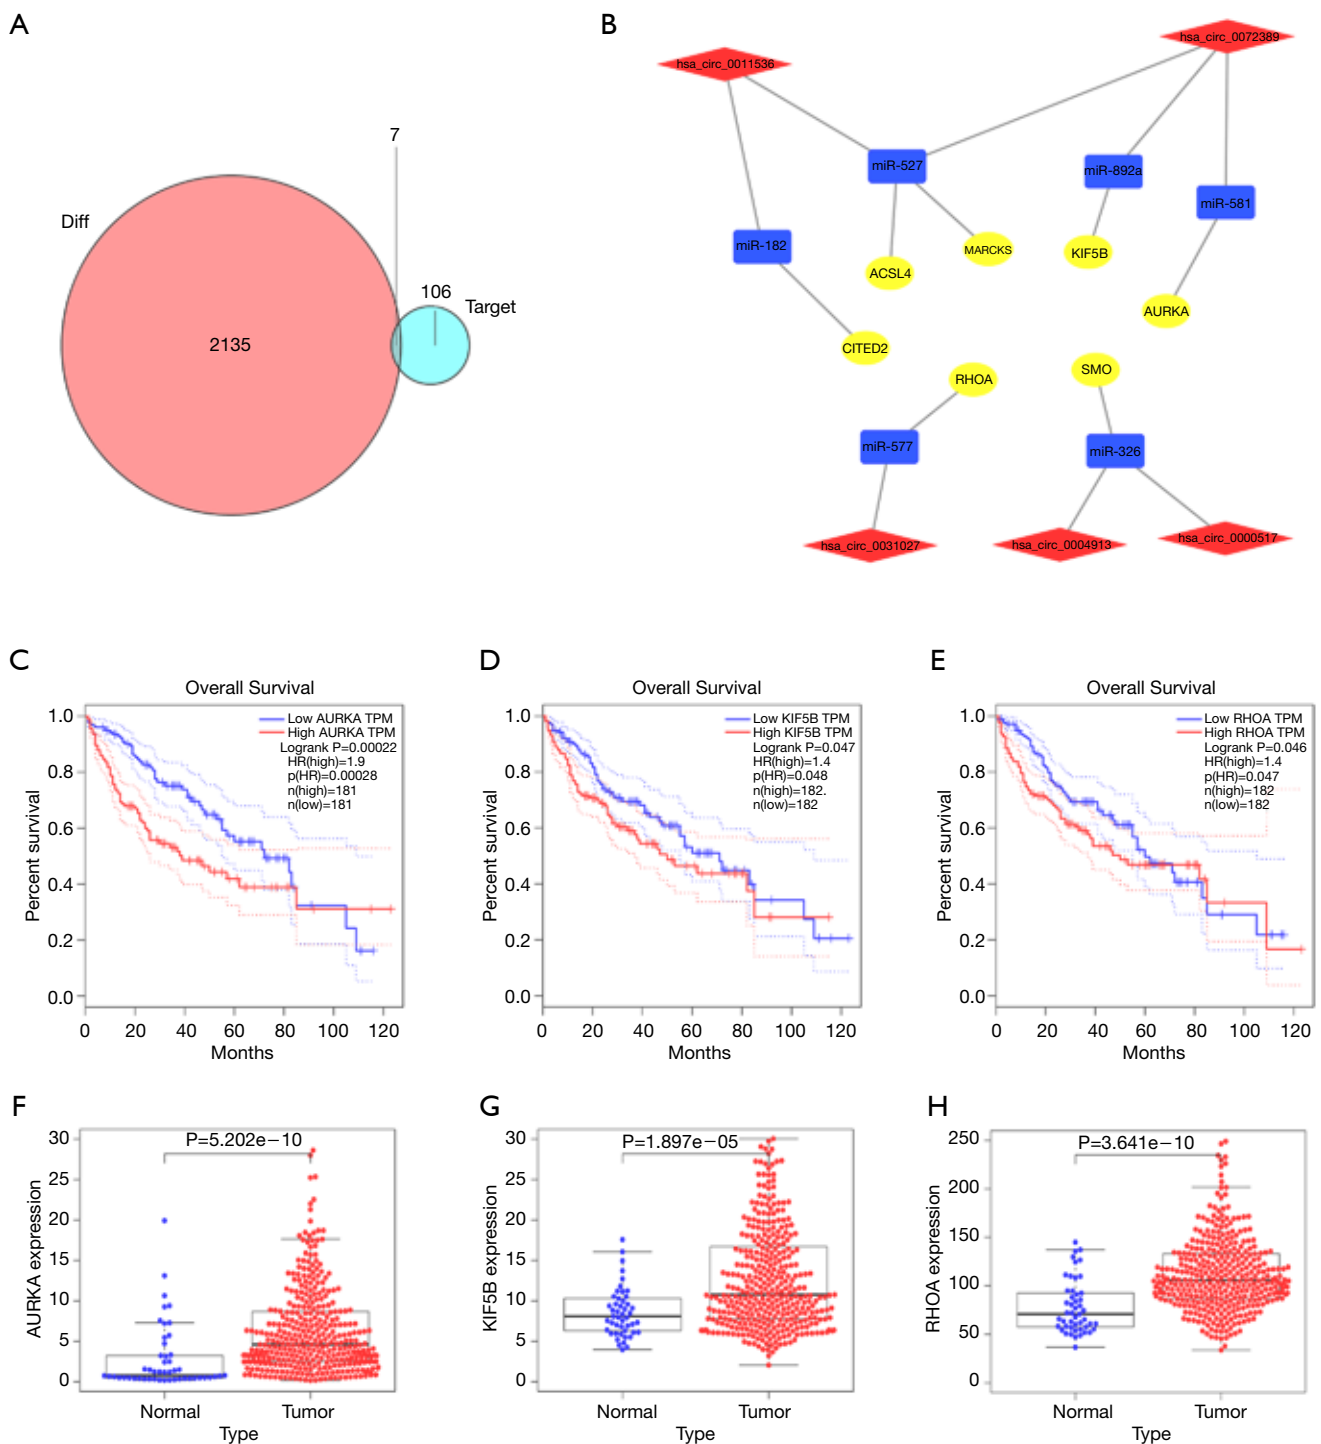 A
B
7
Diff
106
Target
2135
hsa_circ_0011536
hsa_circ_0072389
miR-527
miR-892a
miR-581
miR-182
MARCKS
KIF5B
ACSL4
AURKA
CITED2
RHOA
SMO
miR-577
miR-326
hsa_circ_0031027
hsa_circ_0004913
hsa_circ_0000517
C
Overall Survival
Low AURKA TPM
High AURKA TPM
Logrank P=0.00022
HR(high)=1.9
p(HR)=0.00028
n(high)=181
n(low)=181
Percent survival
1.0
0.8
0.6
0.4
0.2
0.0
0 20 40 60 80 100 120
Months
D
Overall Survival
Low KIF5B TPM
High KIF5B TPM
Logrank P=0.047
HR(high)=1.4
p(HR)=0.048
n(high)=182.
n(low)=182
Percent survival
1.0
0.8
0.6
0.4
0.2
0.0
0 20 40 60 80 100 120
Months
E
Overall Survival
Low RHOA TPM
High RHOA TPM
Logrank P=0.046
HR(high)=1.4
p(HR)=0.047
n(high)=182
n(low)=182
Percent survival
1.0
0.8
0.6
0.4
0.2
0.0
0 20 40 60 80 100 120
Months
F
P=5.202e−10
AURKA expression
30
25
20
15
10
5
0
Normal Tumor
Type
G
P=1.897e−05
KIF5B expression
30
25
20
15
10
5
0
Normal Tumor
Type
H
P=3.641e−10
RHOA expression
250
200
150
100
50
0
Normal Tumor
Type